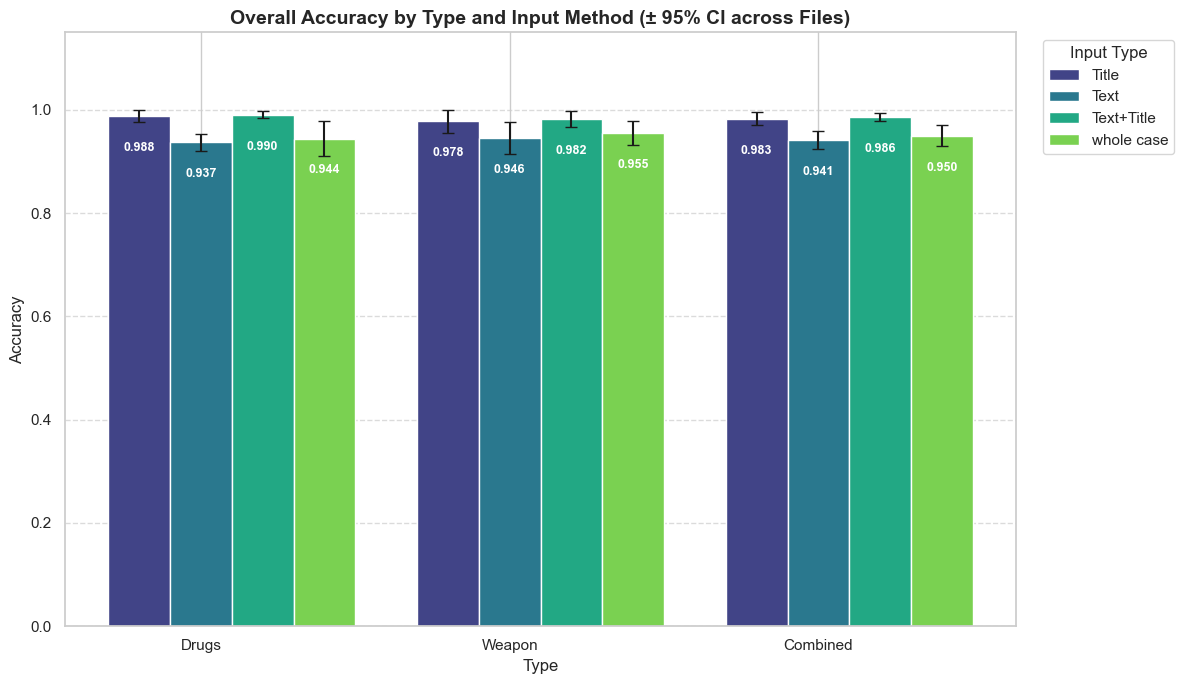 Overall Accuracy by Type and Input Method (± 95% CI across Files)
Input Type
Title
Text
Text+Title
whole case
Accuracy
1.0
0.8
0.6
0.4
0.2
0.0
0.988
0.937
0.990
0.944
0.978
0.946
0.982
0.955
0.983
0.941
0.986
0.950
Drugs
Weapon
Combined
Type